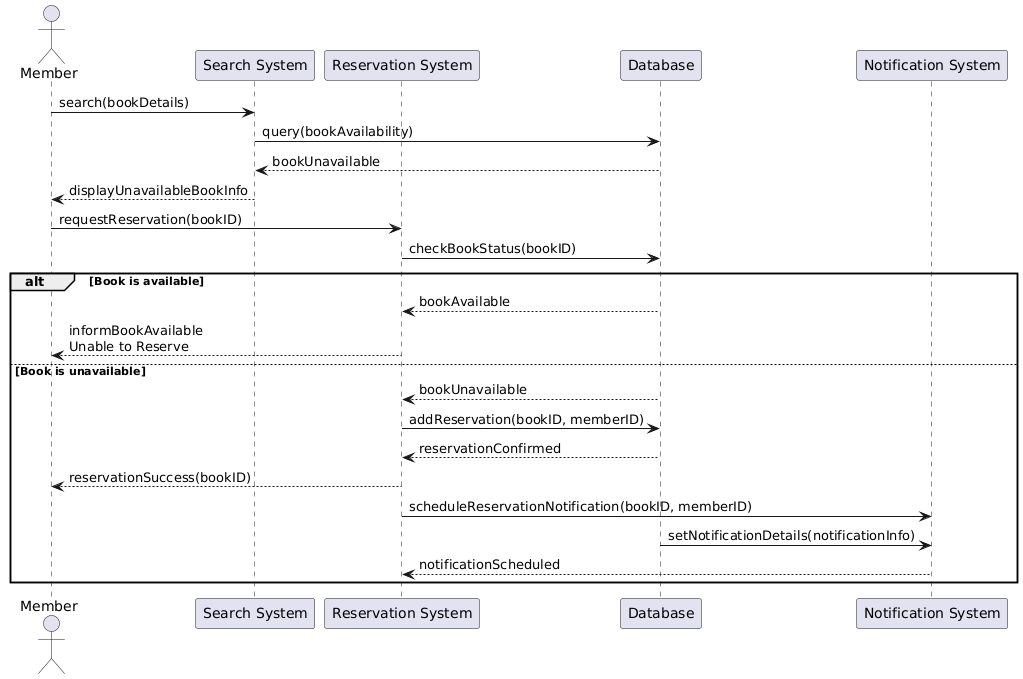 Member
Search System
Reservation System
Database
Notification System
search(bookDetails)
query(bookAvailability)
bookUnavailable
displayUnavailableBookInfo
requestReservation(bookID)
checkBookStatus(bookID)
alt
[Book is available]
bookAvailable
informBookAvailable
Unable to Reserve
[Book is unavailable]
bookUnavailable
addReservation(bookID, memberID)
reservationConfirmed
reservationSuccess(bookID)
scheduleReservationNotification(bookID, memberID)
setNotificationDetails(notificationInfo)
notificationScheduled
Member
Search System
Reservation System
Database
Notification System